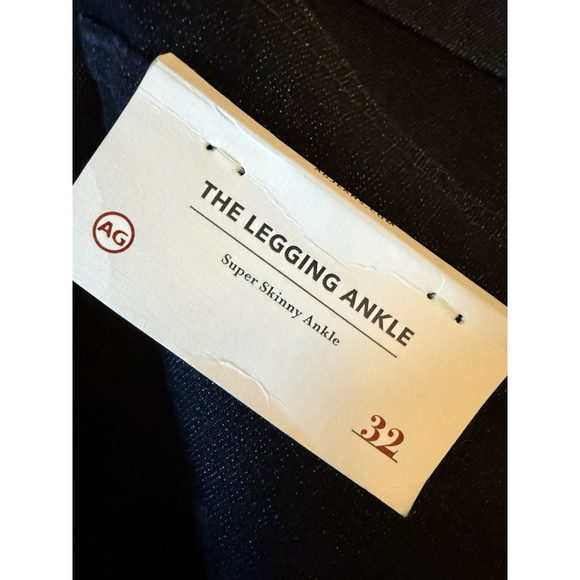 AG
THE LEGGING ANKLE
Super Skinny Ankle
32